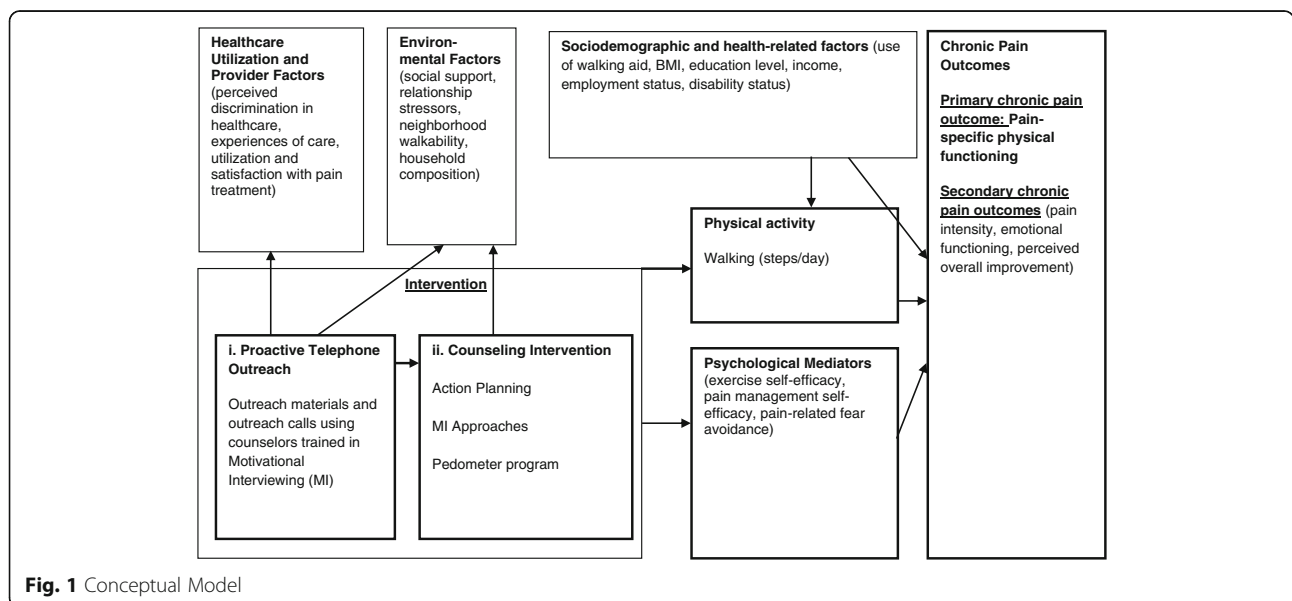 Healthcare
Utilization and
Provider Factors
(perceived
discrimination in
healthcare,
experiences of care,
utilization and
satisfaction with pain
treatment)
Environ-
mental Factors
(social support,
relationship
stressors,
neighborhood
walkability,
household
composition)
Sociodemographic and health-related factors (use
of walking aid, BMI, education level, income,
employment status, disability status)
Chronic Pain
Outcomes
Primary chronic pain
outcome: Pain-
specific physical
functioning
Secondary chronic
pain outcomes (pain
intensity, emotional
functioning, perceived
overall improvement)
Physical activity
Walking (steps/day)
Intervention
i. Proactive Telephone
Outreach
Outreach materials and
outreach calls using
counselors trained in
Motivational
Interviewing (MI)
ii. Counseling Intervention
Action Planning
MI Approaches
Pedometer program
Psychological Mediators
(exercise self-efficacy,
pain management self-
efficacy, pain-related fear
avoidance)
Fig. 1 Conceptual Model